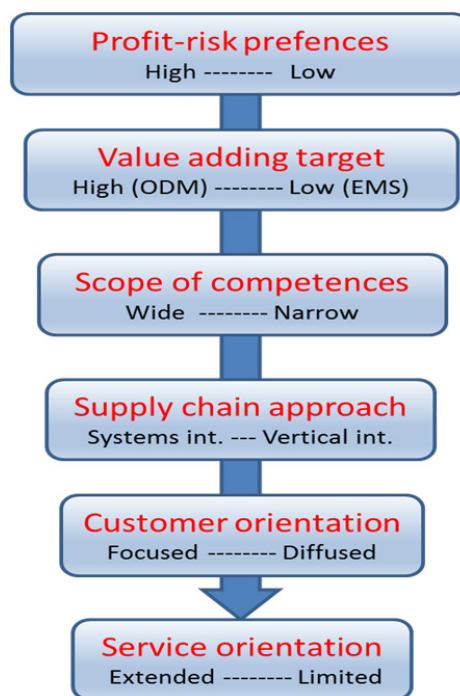 Profit-risk prefences
High -------- Low
Value adding target
High (ODM) -------- Low (EMS)
Scope of competences
Wide -------- Narrow
Supply chain approach
Systems int. --- Vertical int.
Customer orientation
Focused -------- Diffused
Service orientation
Extended -------- Limited